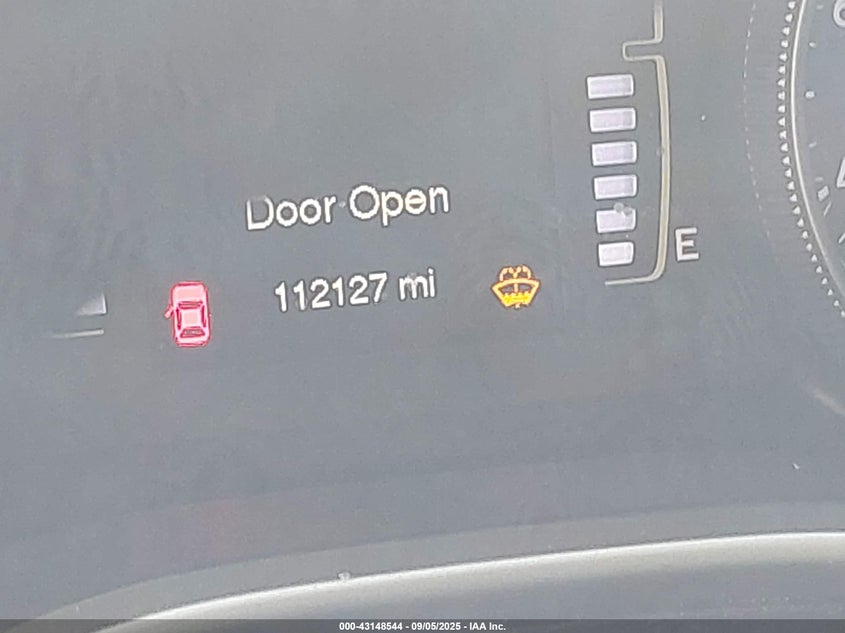 Door Open
E
112127 mi
000-43148544 - 09/05/2025 - IAA Inc.